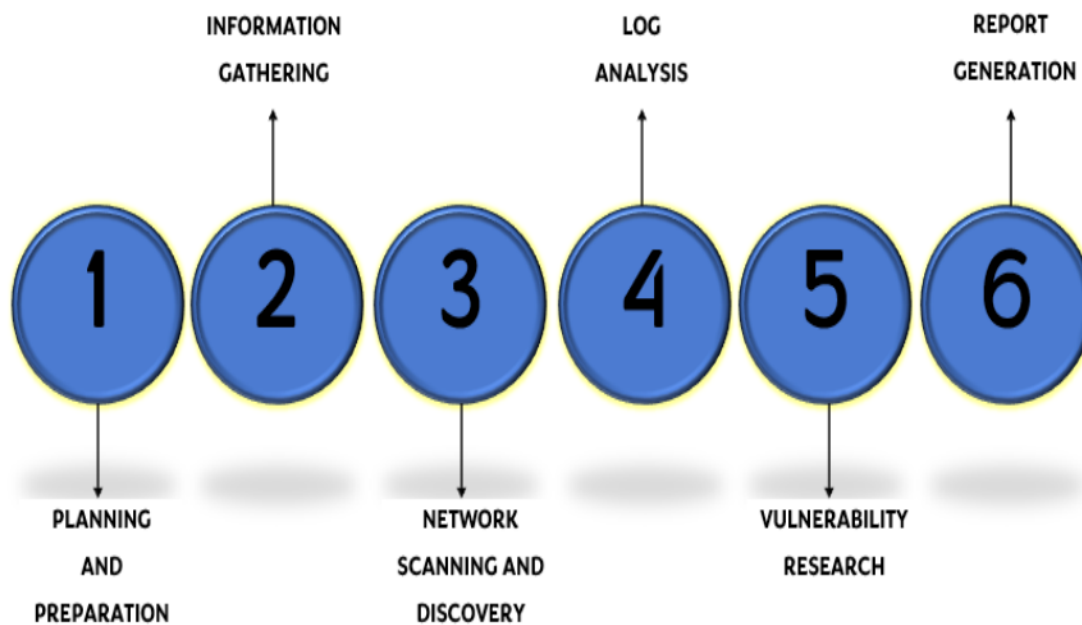 INFORMATION
GATHERING
LOG
ANALYSIS
REPORT
GENERATION
1
2
3
4
5
6
PLANNING
AND
PREPARATION
NETWORK
SCANNING AND
DISCOVERY
VULNERABILITY
RESEARCH